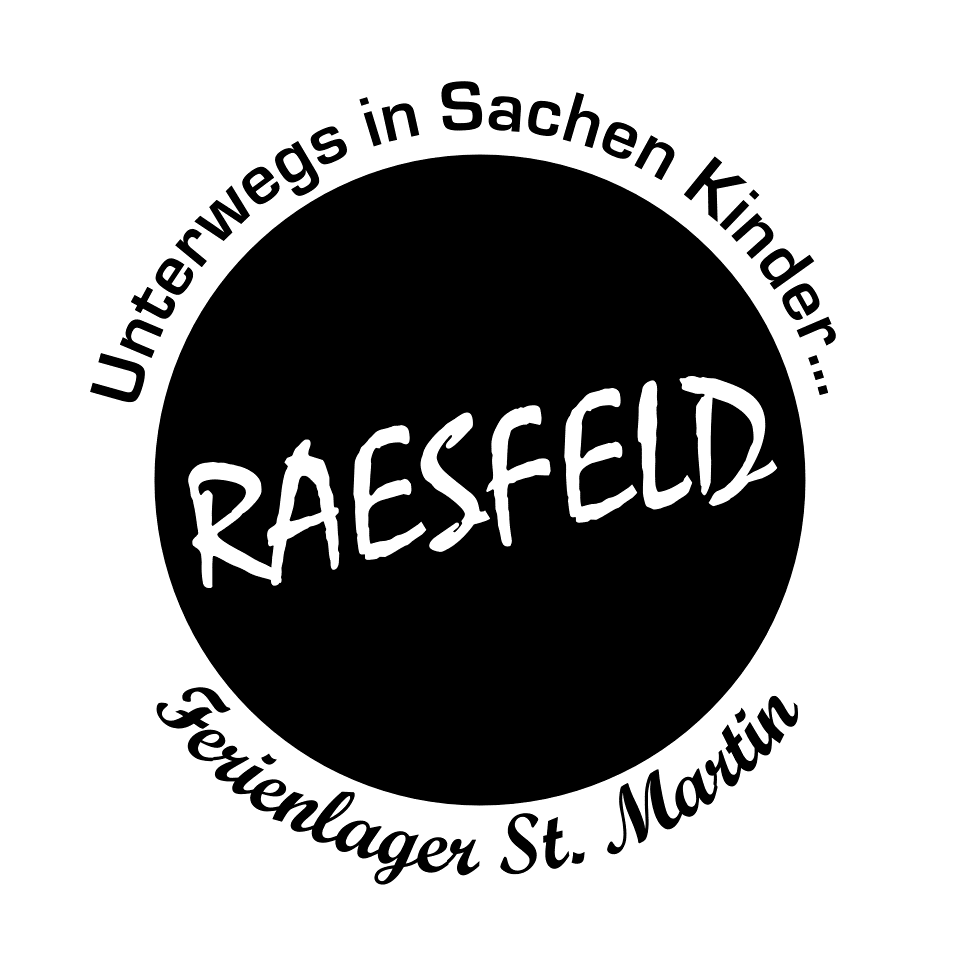 Unterwegs in Sachen Kinder...
RAESFELD
Ferienlager St. Martin